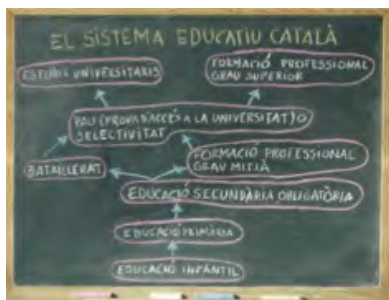 EL SISTEMA EDUCATIU CATALÀ
ESTUDIS UNIVERSITARIS
FORMACIÓ PROFESSIONAL
GRAU SUPERIOR
PAU (PROVA D'ACCÉS A LA UNIVERSITAT) O
SELECTIVITAT
BATXILLERAT
FORMACIÓ PROFESSIONAL
GRAU MITJÀ
EDUCACIÓ SECUNDÀRIA OBLIGATÒRIA
EDUCACIÓ PRIMÀRIA
EDUCACIÓ INFANTIL